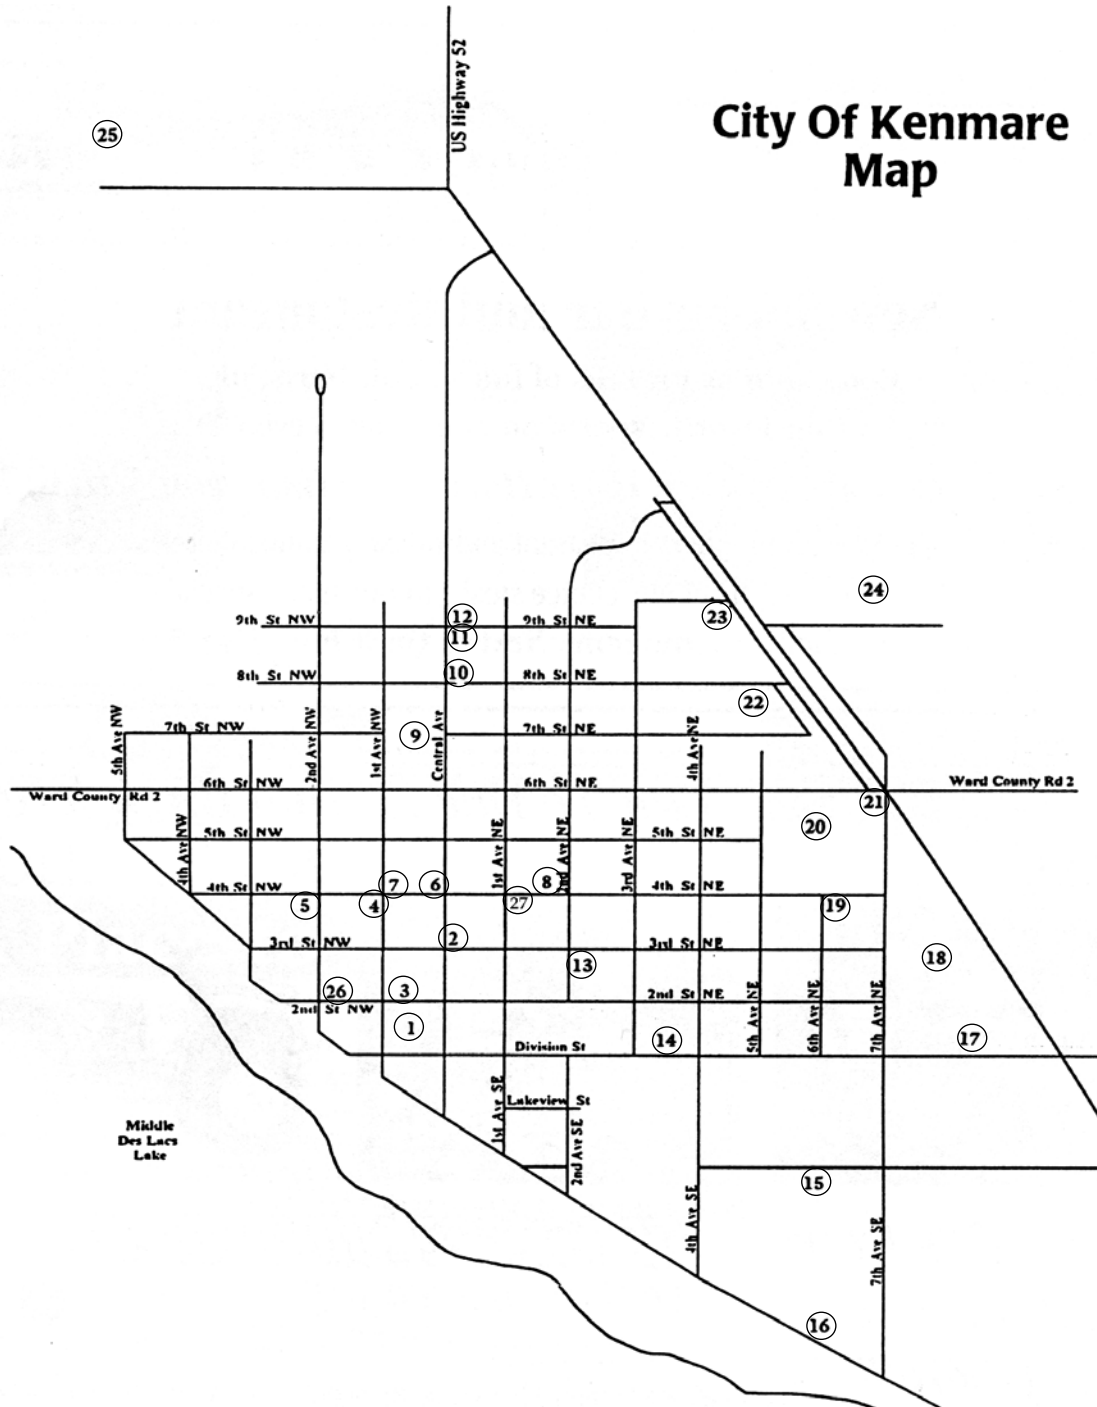 City Of Kenmare
Map
US Highway 52
25
24
12
9th St NW
9th St NE
23
11
10
8th St NW
8th St NE
22
5th Ave NW
7th St NW
2nd Ave NW
1st Ave NW
9
Central Ave
7th St NE
4th Ave NE
6th St NW
6th St NE
Ward County Rd 2
Ward County Rd 2
21
20
4th Ave NW
5th St NW
1st Ave NE
2nd Ave NE
3rd Ave NE
5th St NE
4th St NW
7
6
8
4th St NE
5
4
27
19
3rd St NW
2
3rd St NE
18
13
26
3
2nd St NE
5th Ave NE
6th Ave NE
7th Ave NE
2nd St NW
1
14
17
Division St
1st Ave SE
Lakeview St
Middle
Des Lacs
Lake
2nd Ave SE
15
4th Ave SE
7th Ave SE
16